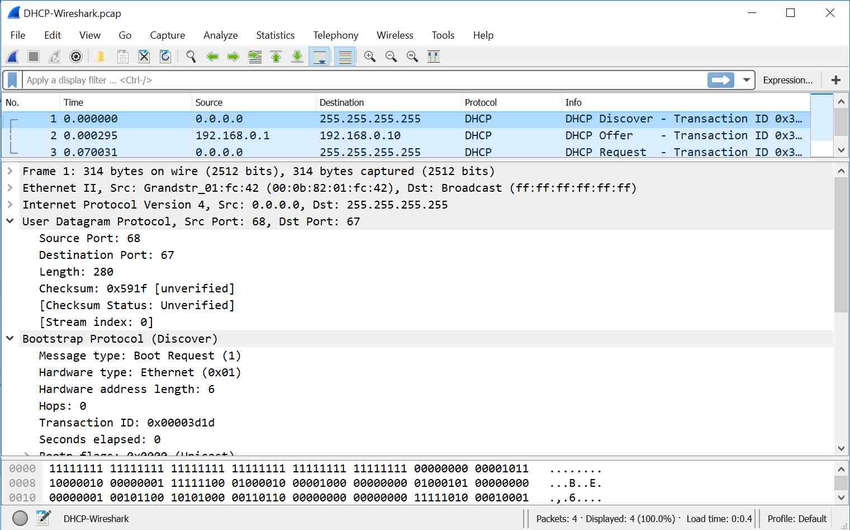 DHCP-Wireshark.pcap
File Edit View Go Capture Analyze Statistics Telephony Wireless Tools Help
Apply a display filter ... <Ctrl-/> Expression... +
No. Time Source Destination Protocol Info
1 0.000000 0.0.0.0 255.255.255.255 DHCP DHCP Discover - Transaction ID 0x3...
2 0.000295 192.168.0.1 192.168.0.10 DHCP DHCP Offer - Transaction ID 0x3...
3 0.070031 0.0.0.0 255.255.255.255 DHCP DHCP Request - Transaction ID 0x3...
Frame 1: 314 bytes on wire (2512 bits), 314 bytes captured (2512 bits)
Ethernet II, Src: Grandstr_01:fc:42 (00:0b:82:01:fc:42), Dst: Broadcast (ff:ff:ff:ff:ff:ff)
Internet Protocol Version 4, Src: 0.0.0.0, Dst: 255.255.255.255
User Datagram Protocol, Src Port: 68, Dst Port: 67
Source Port: 68
Destination Port: 67
Length: 280
Checksum: 0x591f [unverified]
[Checksum Status: Unverified]
[Stream index: 0]
Bootstrap Protocol (Discover)
Message type: Boot Request (1)
Hardware type: Ethernet (0x01)
Hardware address length: 6
Hops: 0
Transaction ID: 0x00003d1d
Seconds elapsed: 0
Bootp flags: 0x0000 (Unicast)
0000 11111111 11111111 11111111 11111111 11111111 11111111 00000000 00001011 ........
0008 10000010 00000001 11111100 01000010 00001000 00000000 01000101 00000000 ...B..E.
0010 00000001 00101100 10101000 00110110 00000000 00000000 11111010 00010001 .,.6....
DHCP-Wireshark Packets: 4 · Displayed: 4 (100.0%) · Load time: 0:0.4 Profile: Default